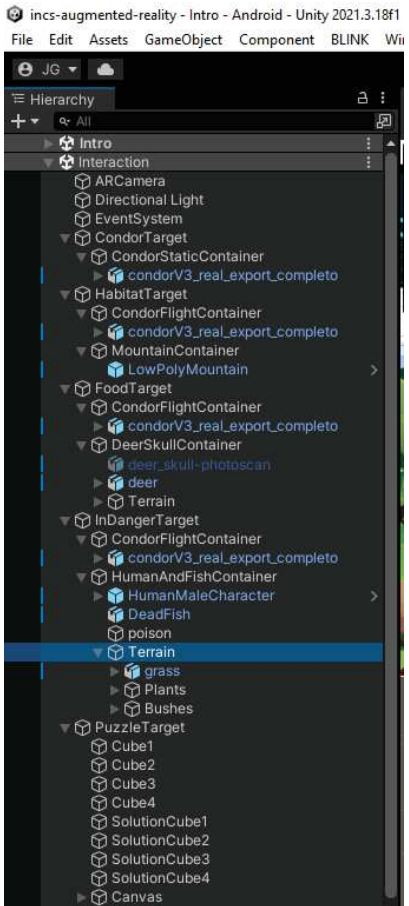 incs-augmented-reality - Intro - Android - Unity 2021.3.18f1
File Edit Assets GameObject Component BLINK
JG
Hierarchy
All
Intro
Interaction
ARCamera
Directional Light
EventSystem
CondorTarget
CondorStaticContainer
condorV3_real_export_completo
HabitatTarget
CondorFlightContainer
condorV3_real_export_completo
MountainContainer
LowPolyMountain
FoodTarget
CondorFlightContainer
condorV3_real_export_completo
DeerSkullContainer
deer_skull-photoscan
deer
Terrain
InDangerTarget
CondorFlightContainer
condorV3_real_export_completo
HumanAndFishContainer
HumanMaleCharacter
DeadFish
poison
Terrain
grass
Plants
Bushes
PuzzleTarget
Cube1
Cube2
Cube3
Cube4
SolutionCube1
SolutionCube2
SolutionCube3
SolutionCube4
Canvas